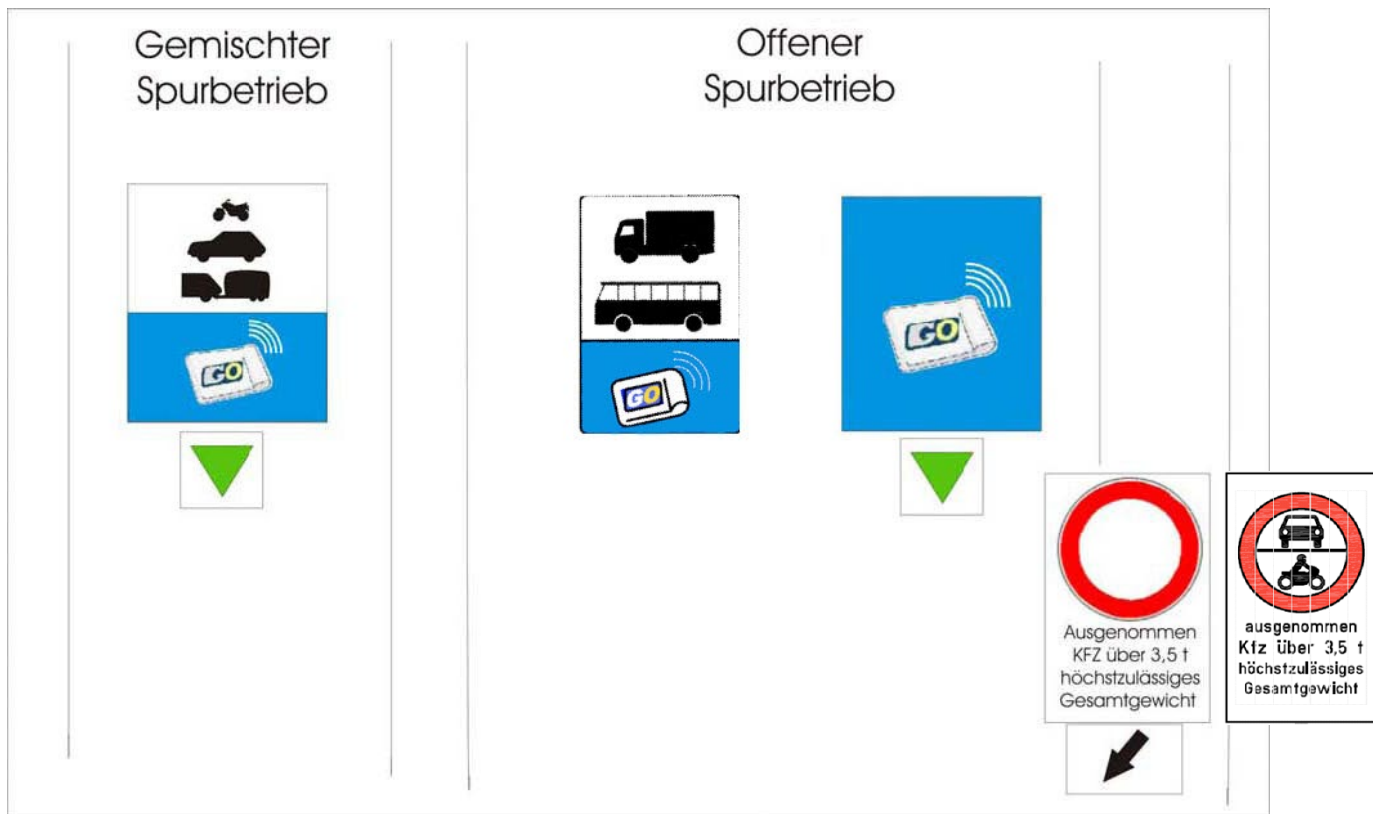 Gemischter
Spurbetrieb
Offener
Spurbetrieb
GO
GO
GO
Ausgenommen
KFZ über 3,5 t
höchstzulässiges
Gesamtgewicht
ausgenommen
Kfz über 3,5 t
höchstzulässiges
Gesamtgewicht